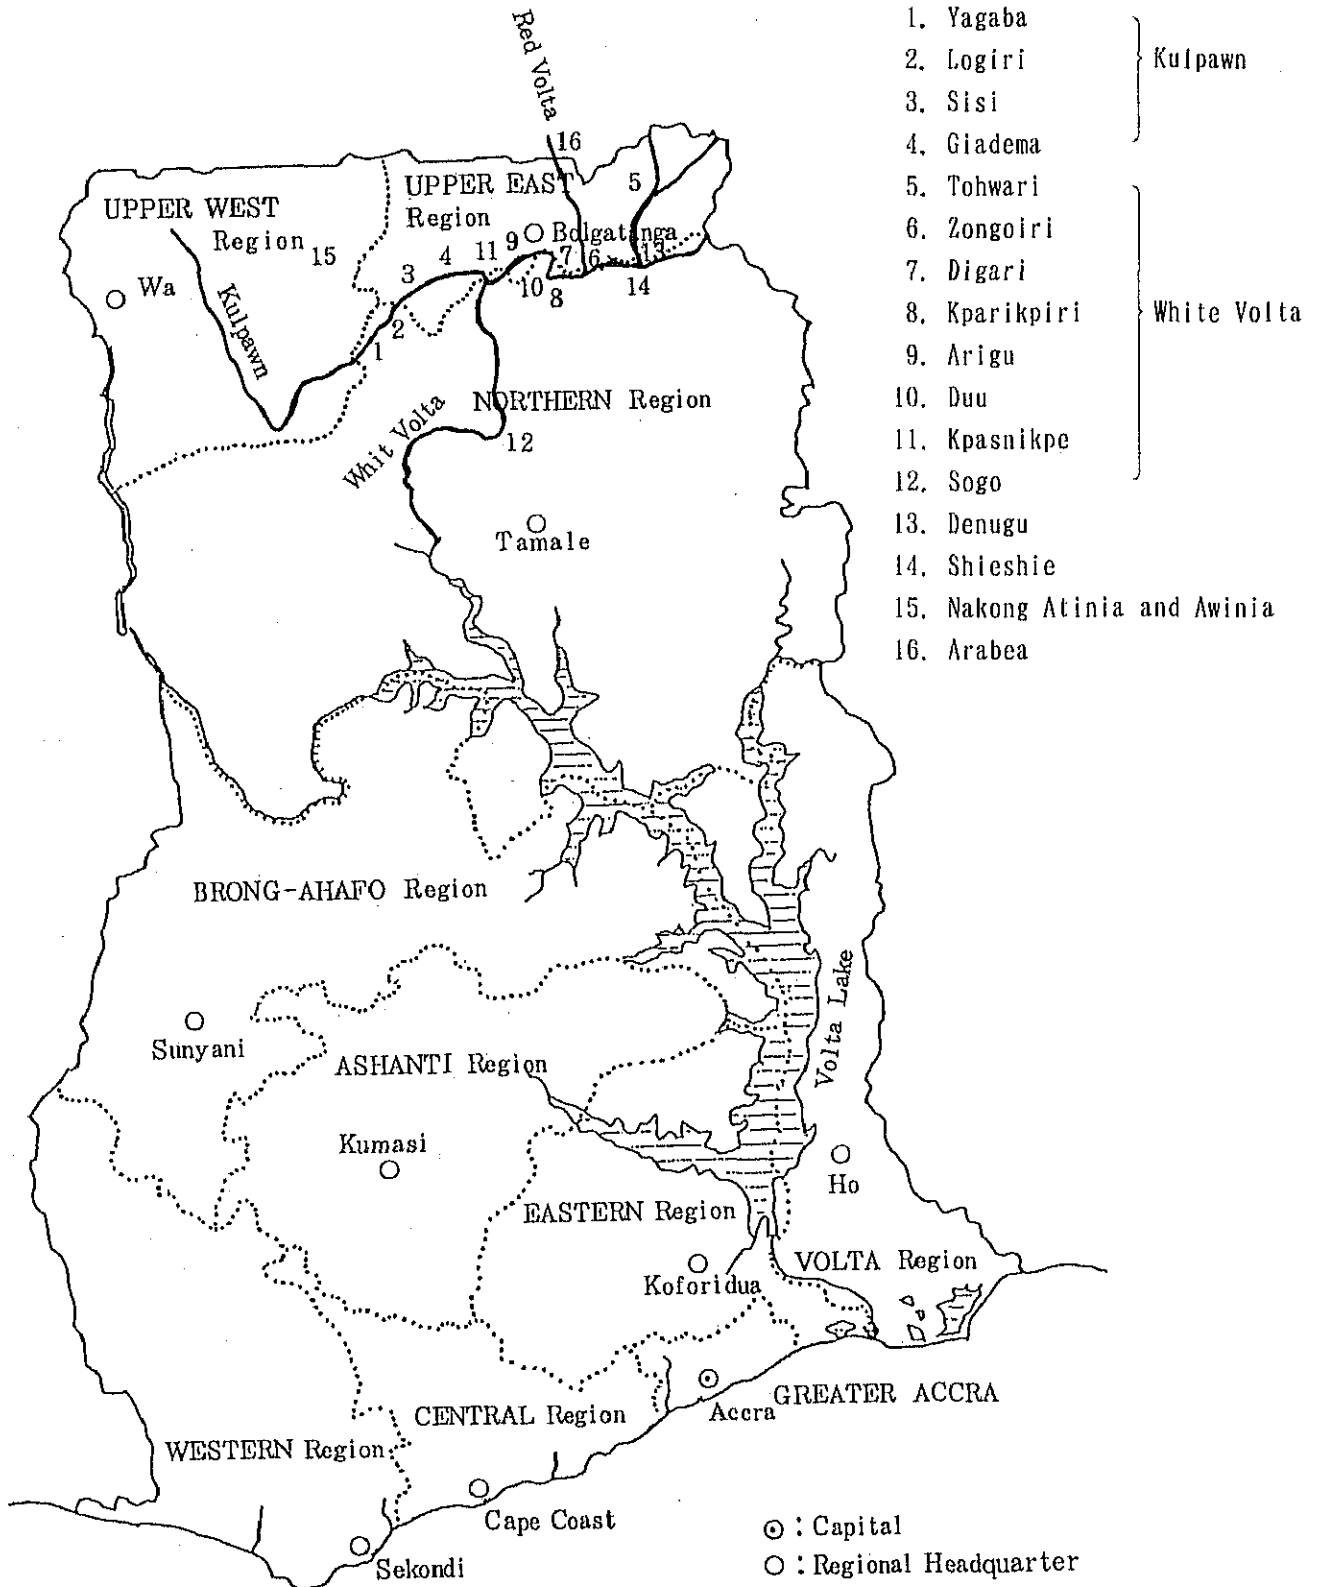 1. Yagaba
2. Logiri
3. Sisi
4. Giadema
Kulpawn
5. Tohwari
6. Zongoiri
7. Digari
8. Kparikpiri
9. Arigu
10. Duu
11. Kpasnikpe
12. Sogo
White Volta
13. Denugu
14. Shieshie
15. Nakong Atinia and Awinia
16. Arabea
Red Volta
16
UPPER WEST
Region
15
Wa
Kulpawn
UPPER EAST
Region
5
Bolgatanga
1
2
3
4
11
9
10
7
8
6
13
14
NORTHERN Region
Whit Volta
12
Tamale
BRONG-AHAFO Region
Volta Lake
Sunyani
ASHANTI Region
Kumasi
Ho
EASTERN Region
Koforidua
VOLTA Region
Accra
GREATER ACCRA
CENTRAL Region
WESTERN Region
Cape Coast
Sekondi
: Capital
: Regional Headquarter